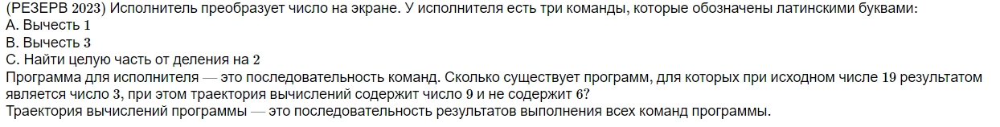 (РЕЗЕРВ 2023) Исполнитель преобразует число на экране. У исполнителя есть три команды, которые обозначены латинскими буквами:
A. Вычесть 1
B. Вычесть 3
C. Найти целую часть от деления на 2
Программа для исполнителя — это последовательность команд. Сколько существует программ, для которых при исходном числе 19 результатом
является число 3, при этом траектория вычислений содержит число 9 и не содержит 6?
Траектория вычислений программы — это последовательность результатов выполнения всех команд программы.